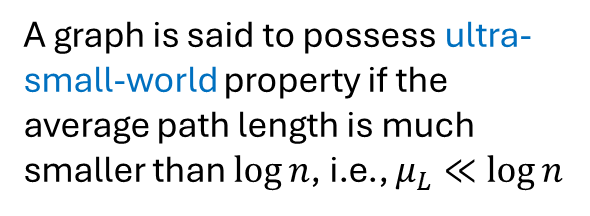 A graph is said to possess ultra-
small-world property if the
average path length is much
smaller than log n, i.e., μ_L ≪ log n